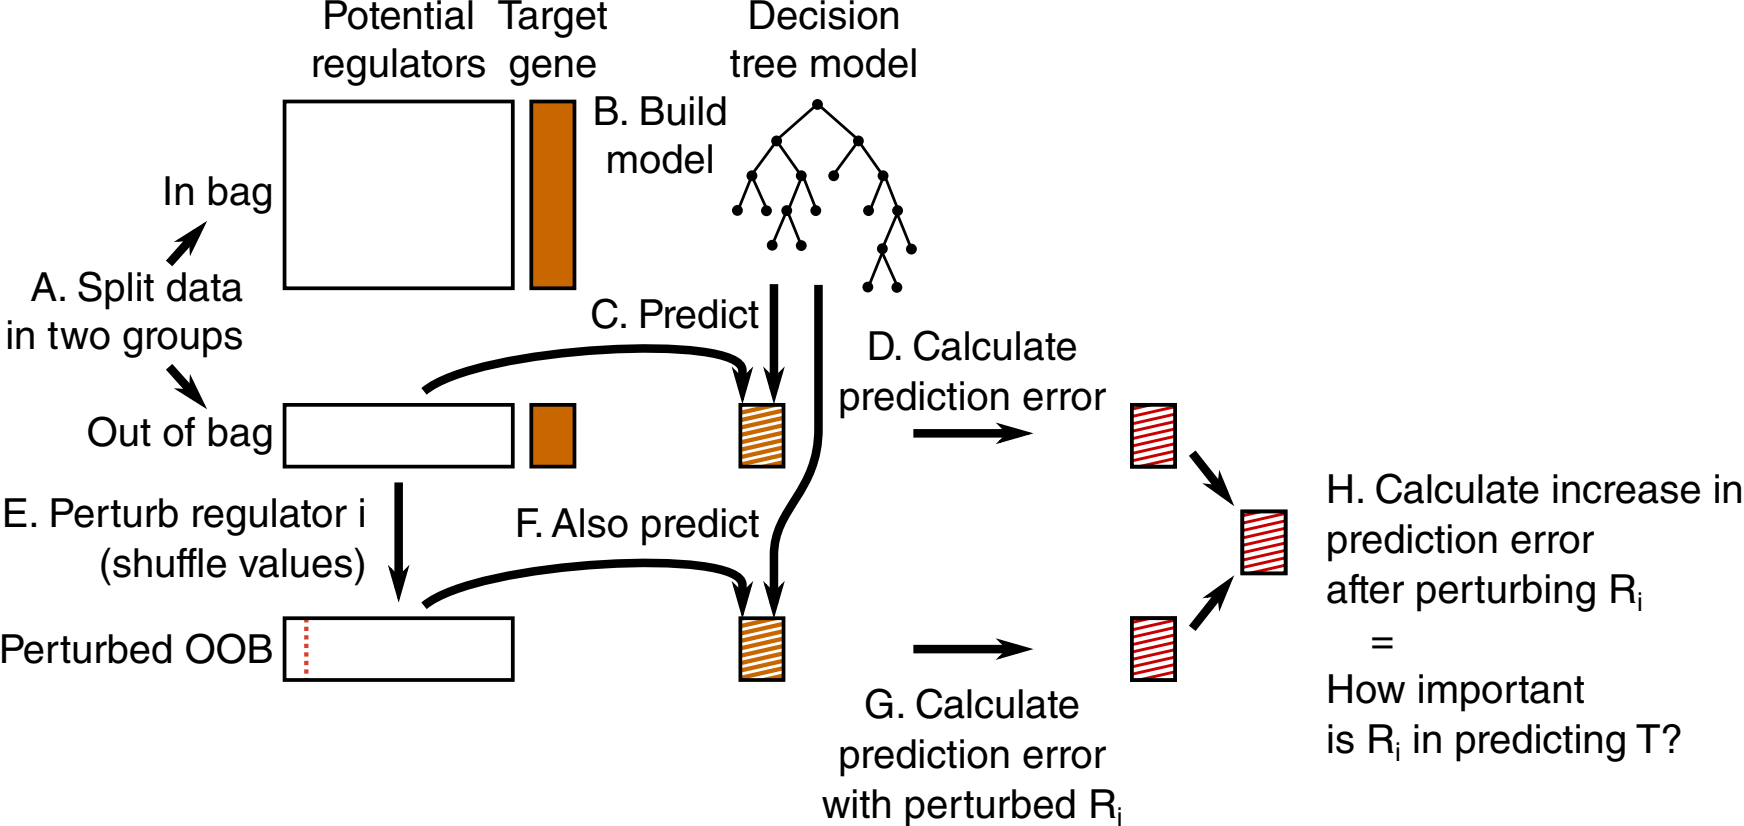 Potential
regulators
Target
gene
Decision
tree model
B. Build
model
In bag
A. Split data
in two groups
C. Predict
D. Calculate
prediction error
Out of bag
E. Perturb regulator i
(shuffle values)
F. Also predict
H. Calculate increase in
prediction error
after perturbing Ri
=
How important
is Ri in predicting T?
Perturbed OOB
G. Calculate
prediction error
with perturbed Ri